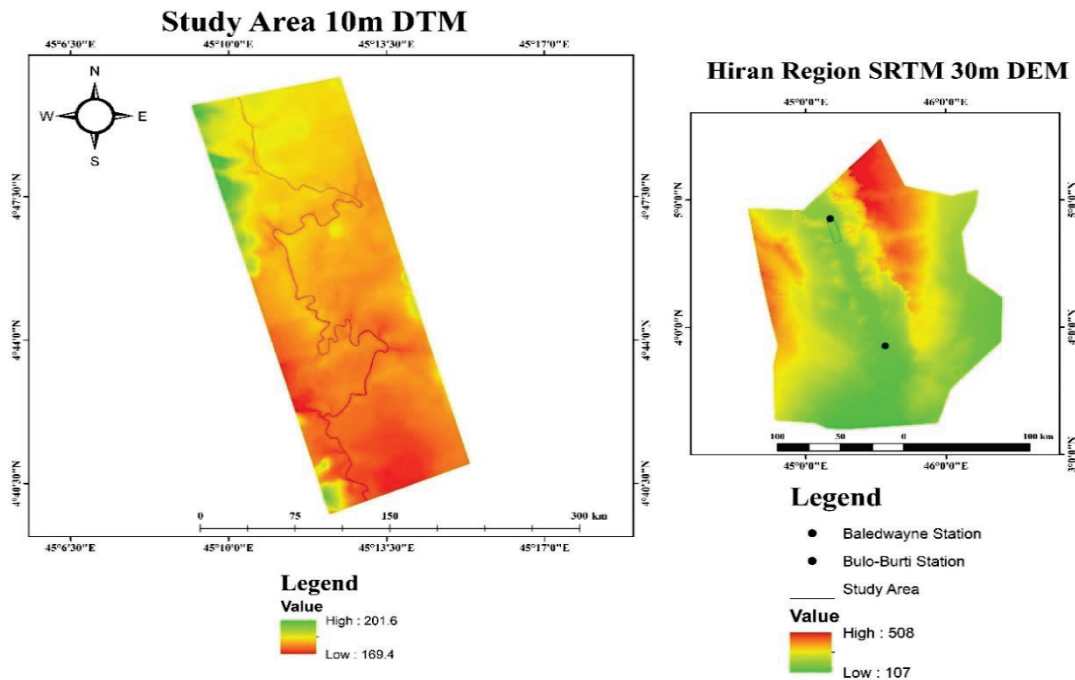 Study Area 10m DTM
45°6'30"E 45°10'0"E 45°13'30"E 45°17'0"E
N
W E
S
4°47'30"N 4°47'30"N
4°44'0"N 4°44'0"N
4°40'30"N 4°40'30"N
0 75 150 300 km
45°6'30"E 45°10'0"E 45°13'30"E 45°17'0"E
Legend
Value
High : 201.6
Low : 169.4
Hiran Region SRTM 30m DEM
45°0'0"E 46°0'0"E
5°0'0"N 5°0'0"N
4°0'0"N 4°0'0"N
3°0'0"N
100 50 0 100 km
45°0'0"E 46°0'0"E
Legend
Baledwayne Station
Bulo-Burti Station
Study Area
Value
High : 508
Low : 107